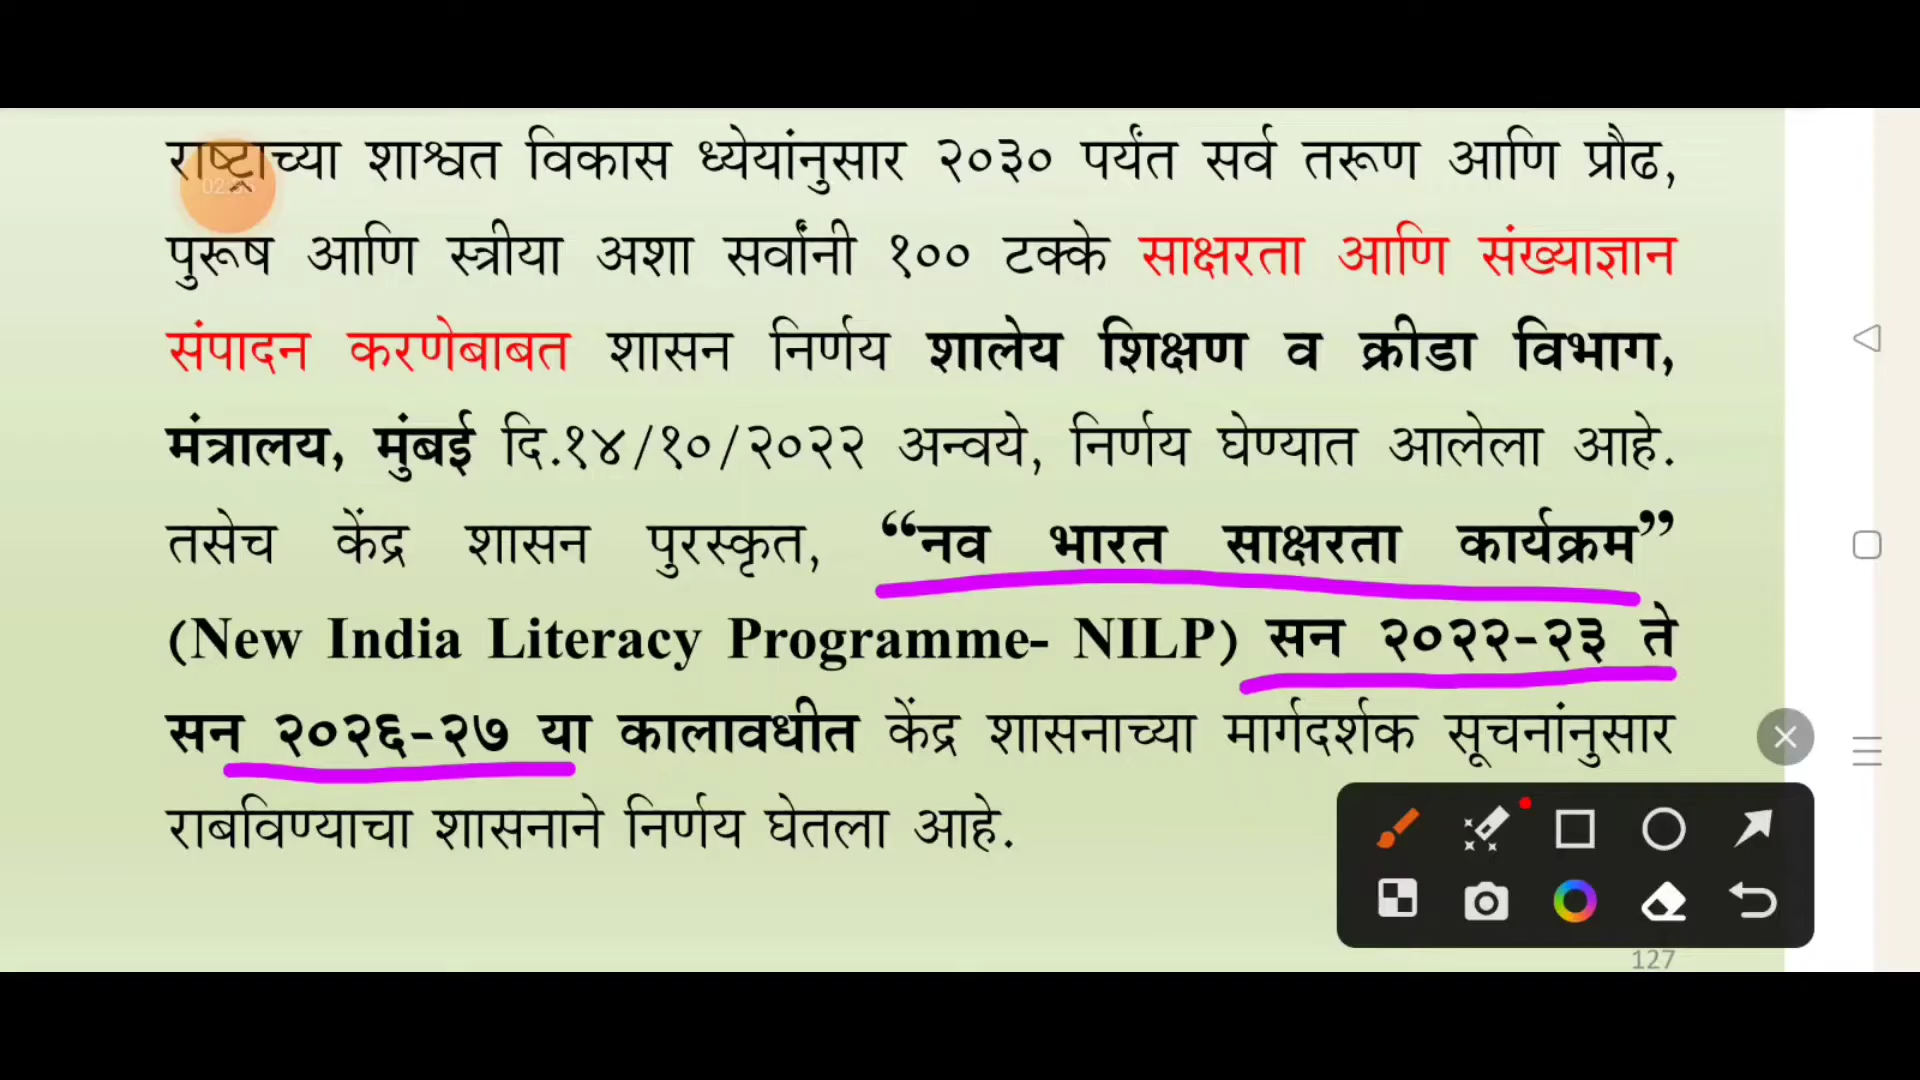 राष्ट्राच्या शाश्वत विकास ध्येयांनुसार २०३० पर्यंत सर्व तरूण आणि प्रौढ,
पुरूष आणि स्त्रीया अशा सर्वांनी १०० टक्के साक्षरता आणि संख्याज्ञान
संपादन करणेबाबत शासन निर्णय शालेय शिक्षण व क्रीडा विभाग,
मंत्रालय, मुंबई दि.१४/१०/२०२२ अन्वये, निर्णय घेण्यात आलेला आहे.
तसेच केंद्र शासन पुरस्कृत, “नव भारत साक्षरता कार्यक्रम”
(New India Literacy Programme- NILP) सन २०२२-२३ ते
सन २०२६-२७ या कालावधीत केंद्र शासनाच्या मार्गदर्शक सूचनांनुसार
राबविण्याचा शासनाने निर्णय घेतला आहे.
127